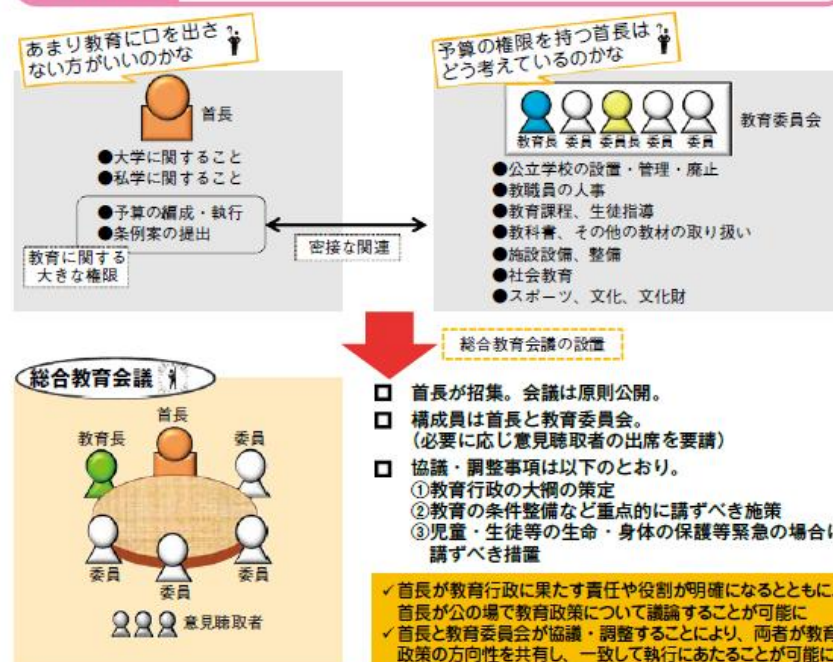 あまり教育に口を出さ
ない方がいいのかな
首長
●大学に関すること
●私学に関すること
●予算の編成・執行
●条例案の提出
教育に関する
大きな権限
密接な関連
予算の権限を持つ首長は
どう考えているのかな
教育長 委員 委員長 委員 委員
教育委員会
●公立学校の設置・管理・廃止
●教職員の人事
●教育課程、生徒指導
●教科書、その他の教材の取り扱い
●施設設備、整備
●社会教育
●スポーツ、文化、文化財
総合教育会議の設置
総合教育会議
首長
教育長
委員
委員
委員
委員
意見聴取者
□ 首長が招集。会議は原則公開。
□ 構成員は首長と教育委員会。
(必要に応じ意見聴取者の出席を要請)
□ 協議・調整事項は以下のとおり。
①教育行政の大綱の策定
②教育の条件整備など重点的に講ずべき施策
③児童・生徒等の生命・身体の保護等緊急の場合に
講ずべき措置
✓首長が教育行政に果たす責任や役割が明確になるとともに、
首長が公の場で教育政策について議論することが可能に
✓首長と教育委員会が協議・調整することにより、両者が教育
政策の方向性を共有し、一致して執行にあたることが可能に